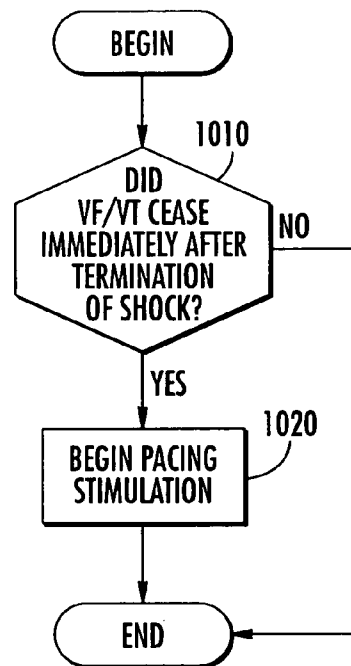 BEGIN
1010
DID
VF/VT CEASE
IMMEDIATELY AFTER
TERMINATION
OF SHOCK?
NO
YES
1020
BEGIN PACING
STIMULATION
END